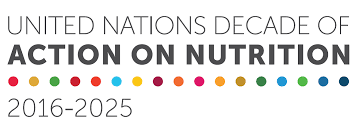 UNITED NATIONS DECADE OF
ACTION ON NUTRITION
2016-2025